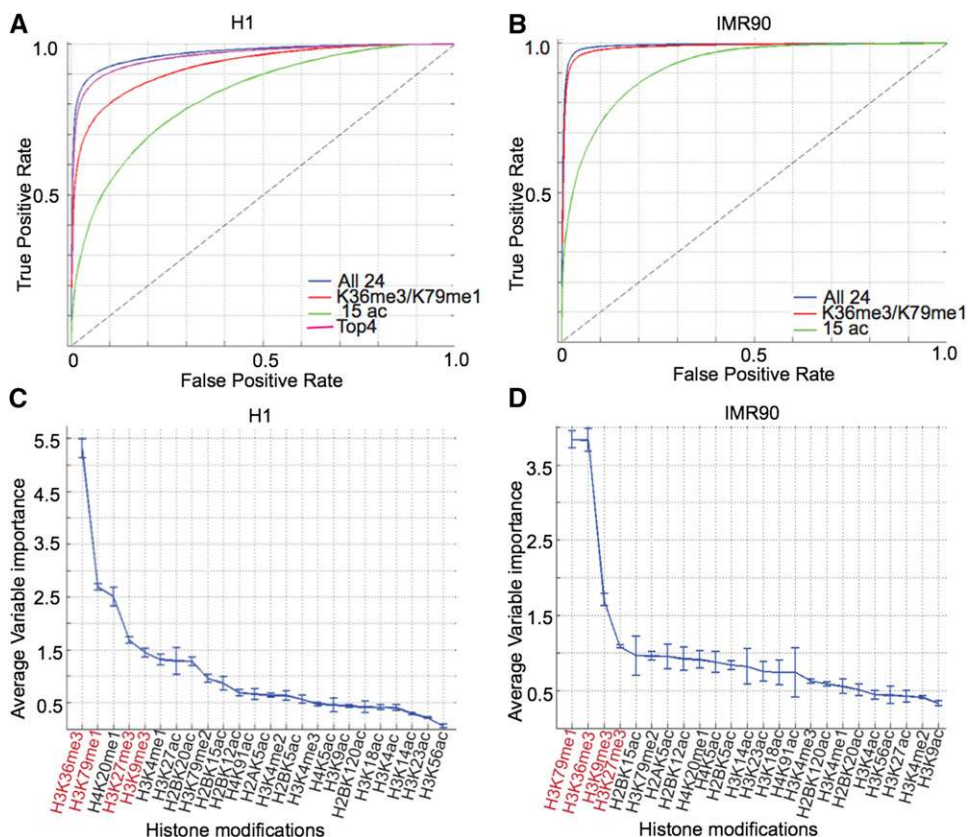 A
H1
True Positive Rate
1.0
0.5
All 24
K36me3/K79me1
15 ac
Top4
0
0.5
1.0
False Positive Rate
B
IMR90
True Positive Rate
1.0
0.5
All 24
K36me3/K79me1
15 ac
0
0.5
1.0
False Positive Rate
C
H1
Average Variable importance
5.5
2.5
1.5
0.5
H3K36me3
H3K79me1
H4K20me1
H3K27me3
H3K9me3
H3K4me1
H3K27ac
H2BK20ac
H3K79me2
H2BK15ac
H2BK12ac
H4K91ac
H2AK5ac
H3K4me2
H2BK5ac
H3K4me3
H4K5ac
H3K9ac
H2BK120ac
H3K18ac
H3K4ac
H3K14ac
H3K23ac
H3K56ac
Histone modifications
D
IMR90
Average Variable importance
3.5
2.5
1.5
0.5
H3K79me1
H3K36me3
H3K9me3
H3K27me3
H2BK15ac
H3K79me2
H2AK5ac
H2BK12ac
H4K20me1
H4K5ac
H2BK5ac
H3K14ac
H3K23ac
H3K18ac
H4K91ac
H3K4me3
H2BK120ac
H3K4me1
H2BK20ac
H3K4ac
H3K56ac
H3K27ac
H3K4me2
H3K9ac
Histone modifications